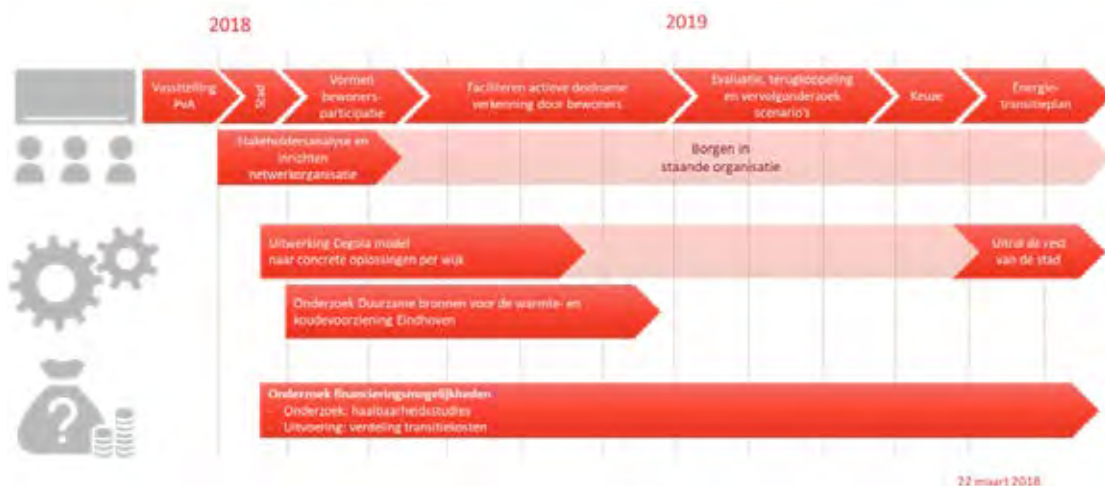 2018
2019
Vaststelling
PvA
Start
Vormen
bewoners-
participatie
Faciliteren actieve deelname
verkenning door bewoners
Evaluatie, terugkoppeling
en vervolgonderzoek
scenario's
Keuze
Energie-
transitieplan
Stakeholdersanalyse en
inrichten
netwerkorganisatie
Borgen in
staande organisatie
Uitwerking Cegoia model
naar concrete oplossingen per wijk
Uitrol de rest
van de stad
Onderzoek Duurzame bronnen voor de warmte- en
koudevoorziening Eindhoven
Onderzoek financieringsmogelijkheden
Onderzoek: haalbaarheidsstudies
Uitvoering: verdeling transitiekosten
?
22 maart 2018